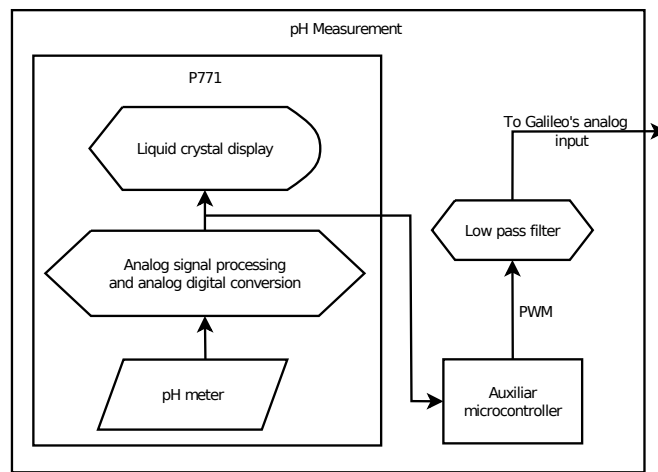 pH Measurement
P771
Liquid crystal display
To Galileo's analog
input
Low pass filter
Analog signal processing
and analog digital conversion
PWM
pH meter
Auxiliar
microcontroller